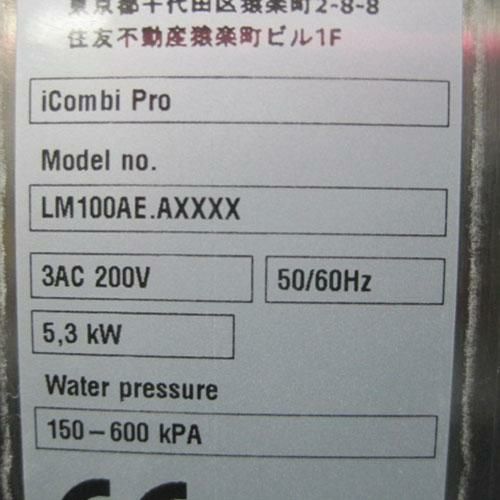 東京都千代田区猿楽町2-8-8
住友不動産猿楽町ビル1F
iCombi Pro
Model no.
LM100AE.AXXXX
3AC 200V 50/60Hz
5,3 kW
Water pressure
150–600 kPA
CE